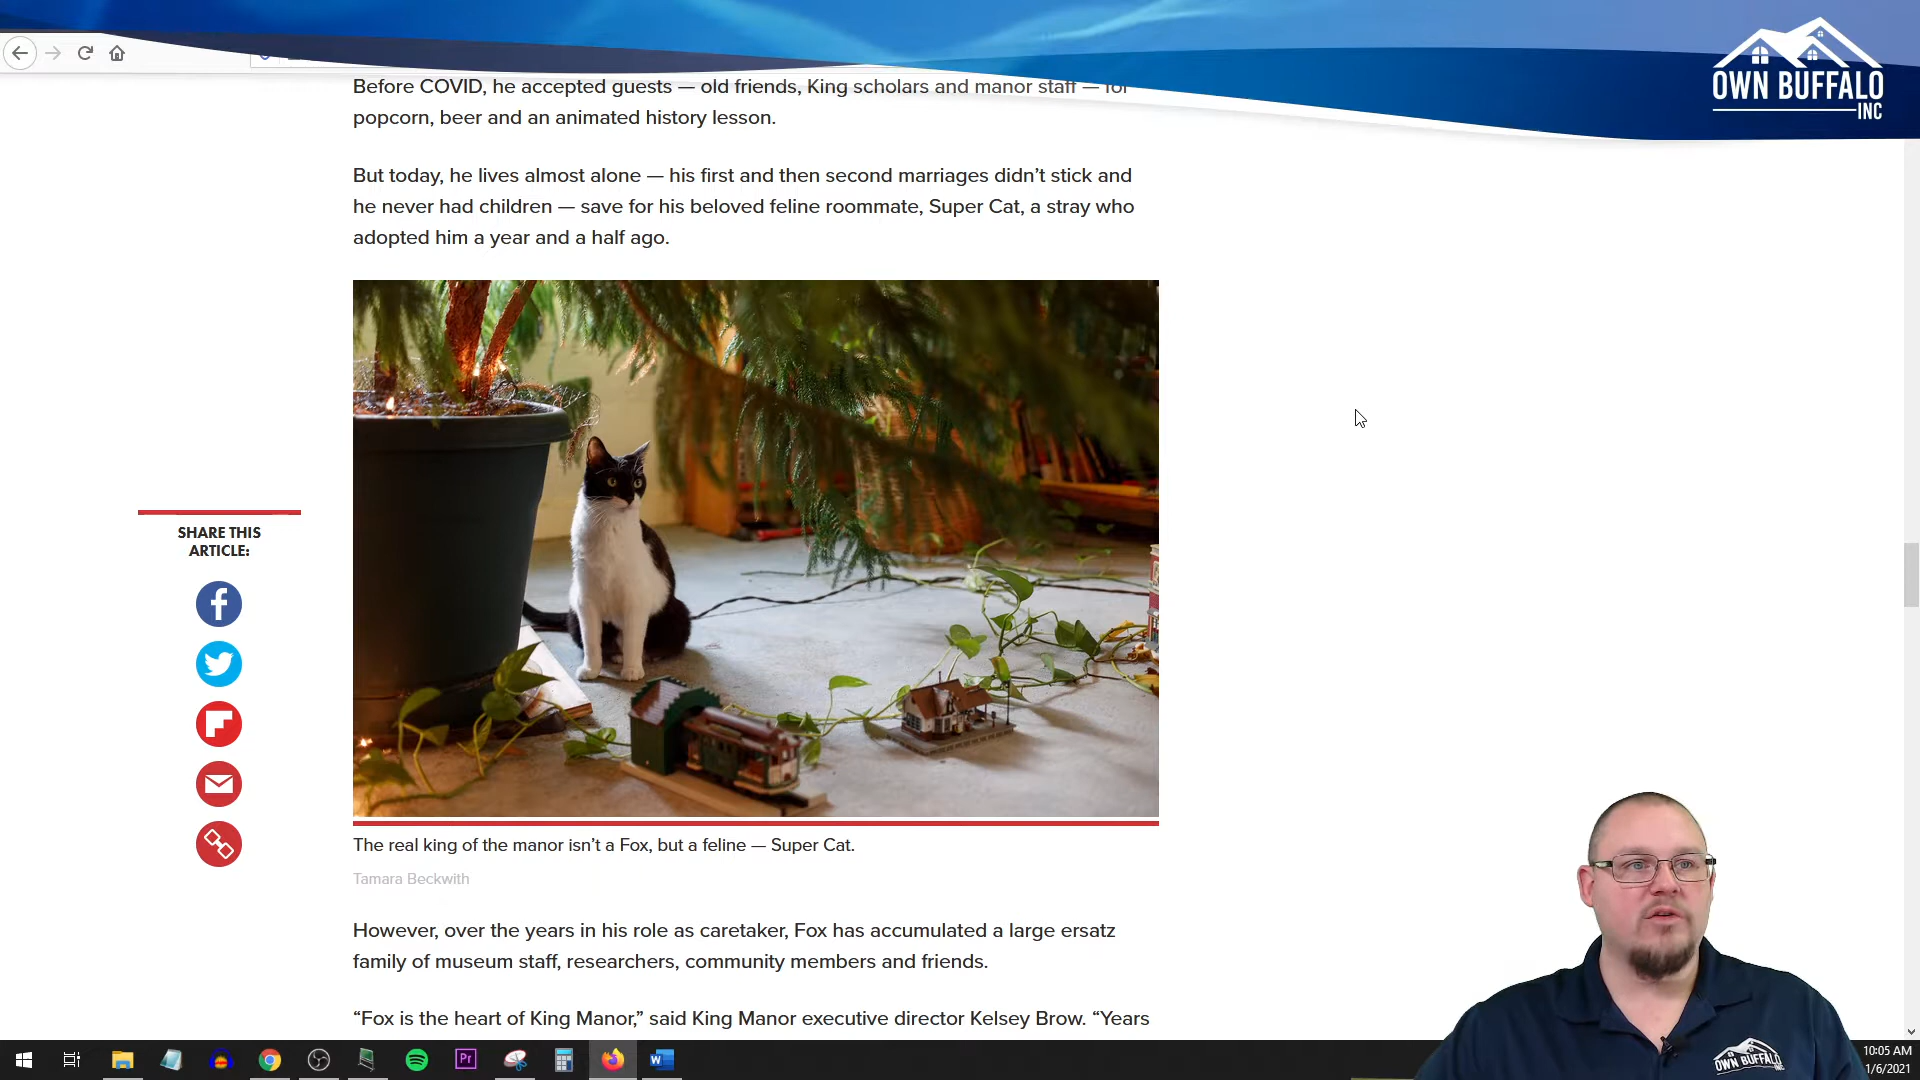 OWN BUFFALO
INC
Before COVID, he accepted guests — old friends, King scholars and manor staff — for
popcorn, beer and an animated history lesson.
But today, he lives almost alone — his first and then second marriages didn’t stick and
he never had children — save for his beloved feline roommate, Super Cat, a stray who
adopted him a year and a half ago.
SHARE THIS
ARTICLE:
The real king of the manor isn’t a Fox, but a feline — Super Cat.
Tamara Beckwith
However, over the years in his role as caretaker, Fox has accumulated a large ersatz
family of museum staff, researchers, community members and friends.
“Fox is the heart of King Manor,” said King Manor executive director Kelsey Brow. “Years
OWN BUFFALO
INC
Pr
W
10:05 AM
1/6/2021